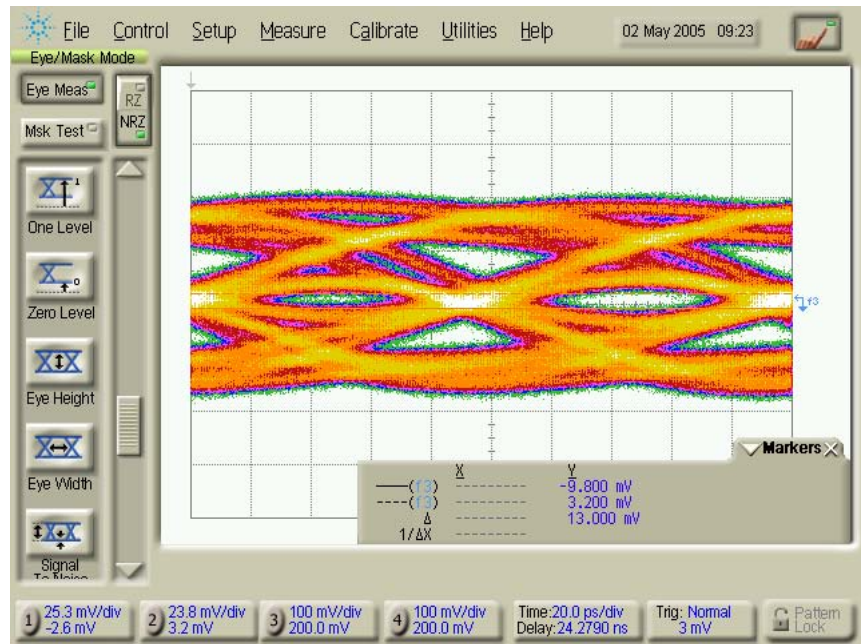 File Control Setup Measure Calibrate Utilities Help 02 May 2005 09:23
Eye/Mask Mode
Eye Meas
RZ
NRZ
Msk Test
One Level
Zero Level
Eye Height
Eye Width
Signal
To Noise
f3
Markers
X Y
(f3) --------- -9.800 mV
----(f3) --------- 3.200 mV
Δ --------- 13.000 mV
1/ΔX ---------
1 25.3 mV/div
-2.6 mV
2 23.8 mV/div
3.2 mV
3 100 mV/div
200.0 mV
4 100 mV/div
200.0 mV
Time:20.0 ps/div
Delay:24.2790 ns
Trig: Normal
3 mV
Pattern
Lock